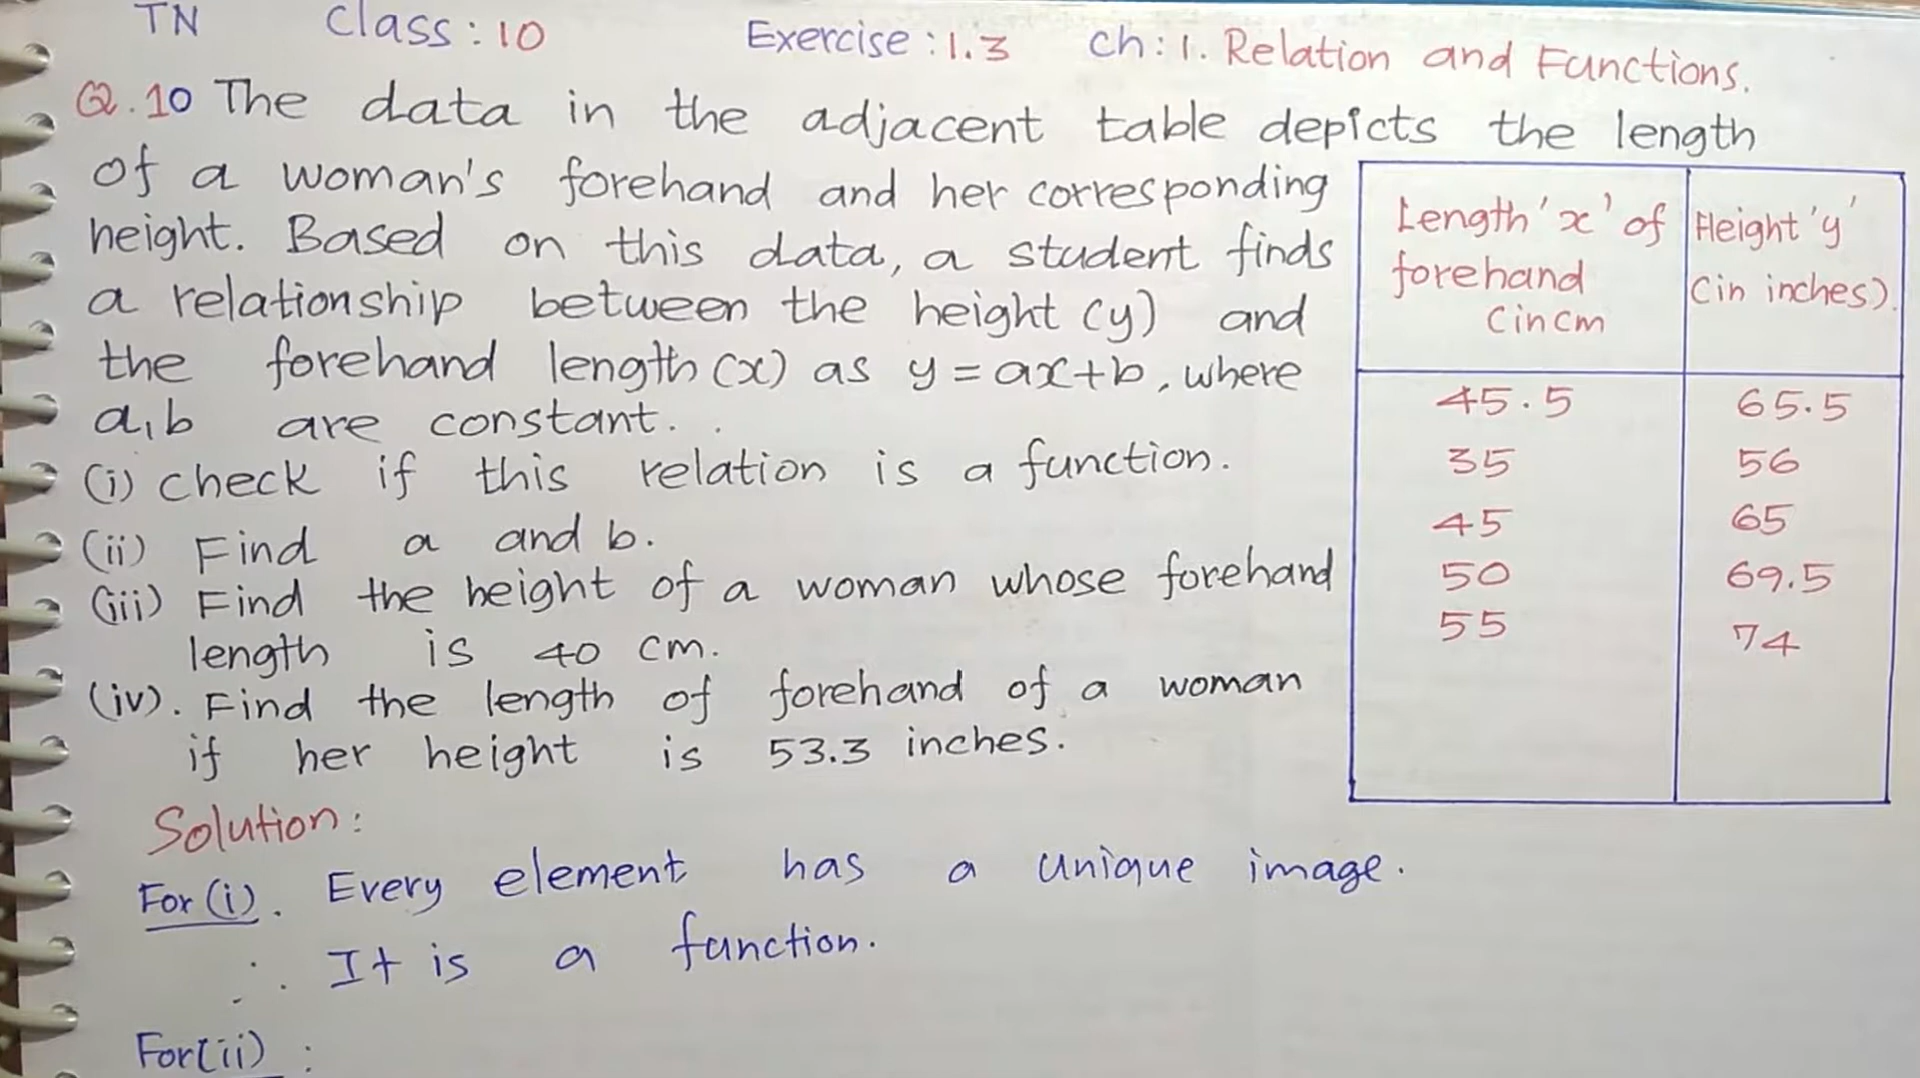 TN Class : 10 Exercise : 1.3 Ch : 1. Relation and Functions.
Q.10 The data in the adjacent table depicts the length
of a woman's forehand and her corresponding
height. Based on this data, a student finds
a relationship between the height (y) and
the forehand length (x) as y = ax+b, where
a, b are constant. .
(i) check if this relation is a function.
(ii) Find a and b.
(iii) Find the height of a woman whose forehand
length is 40 cm.
(iv). Find the length of forehand of a woman
if her height is 53.3 inches.
Length 'x' of
forehand
(in cm
Height 'y'
(in inches).
45.5 65.5
35 56
45 65
50 69.5
55 74
Solution :
For (i). Every element has a unique image.
∴ It is a function.
For(ii) :